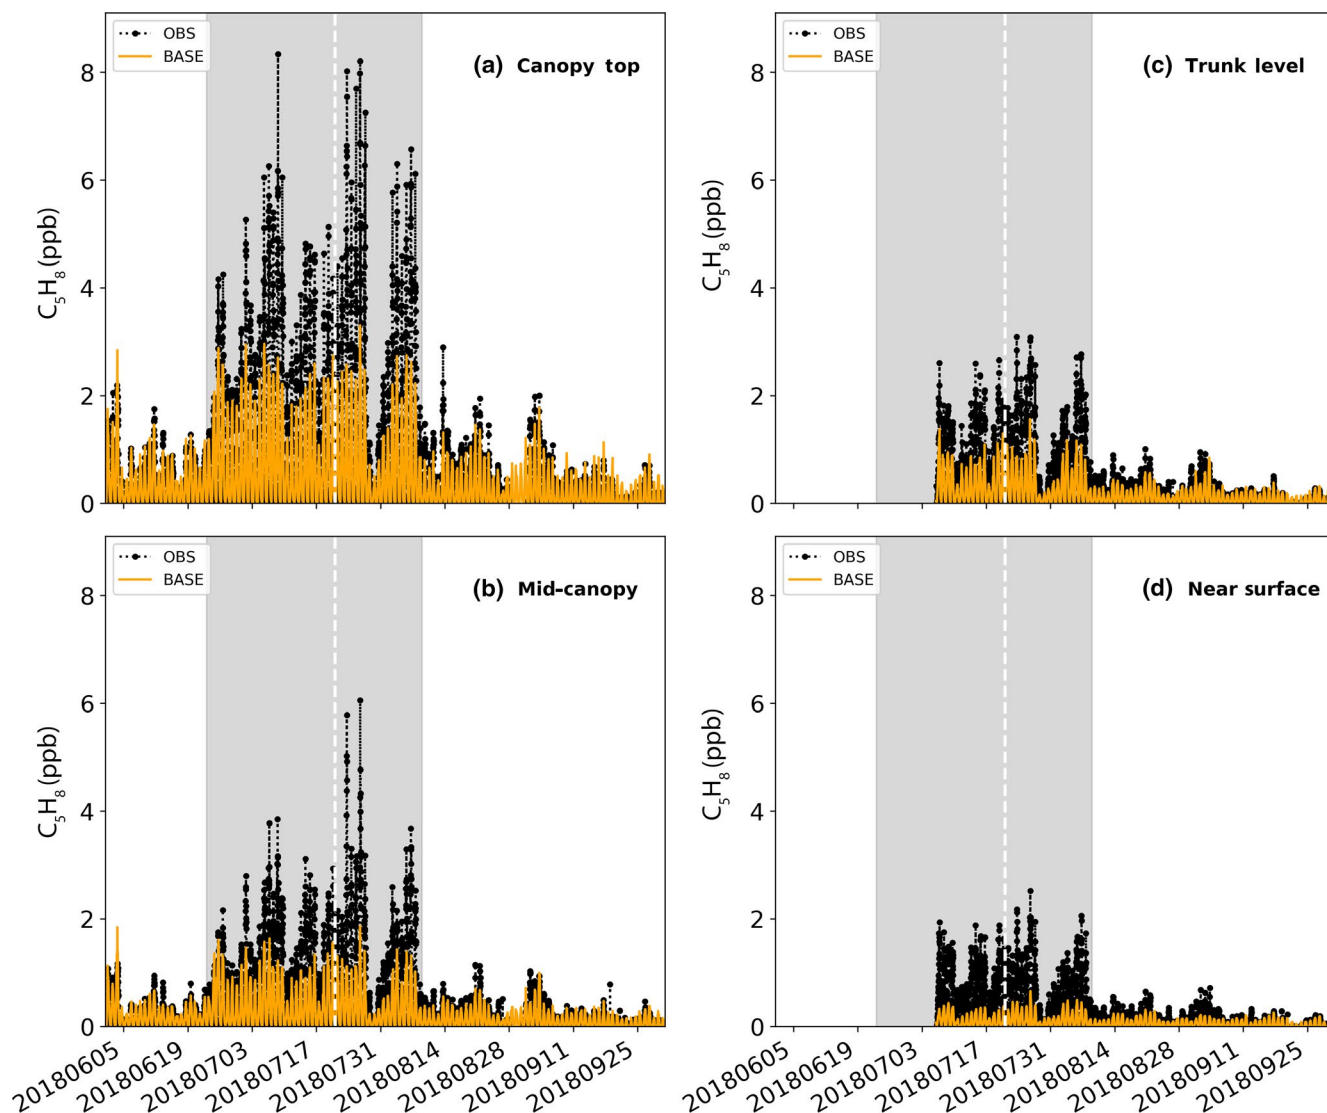 OBS
BASE
(a) Canopy top
8
6
4
2
0
C₅H₈ (ppb)
OBS
BASE
(c) Trunk level
8
6
4
2
0
C₅H₈ (ppb)
OBS
BASE
(b) Mid-canopy
8
6
4
2
0
C₅H₈ (ppb)
20180605
20180619
20180703
20180717
20180731
20180814
20180828
20180911
20180925
OBS
BASE
(d) Near surface
8
6
4
2
0
C₅H₈ (ppb)
20180605
20180619
20180703
20180717
20180731
20180814
20180828
20180911
20180925